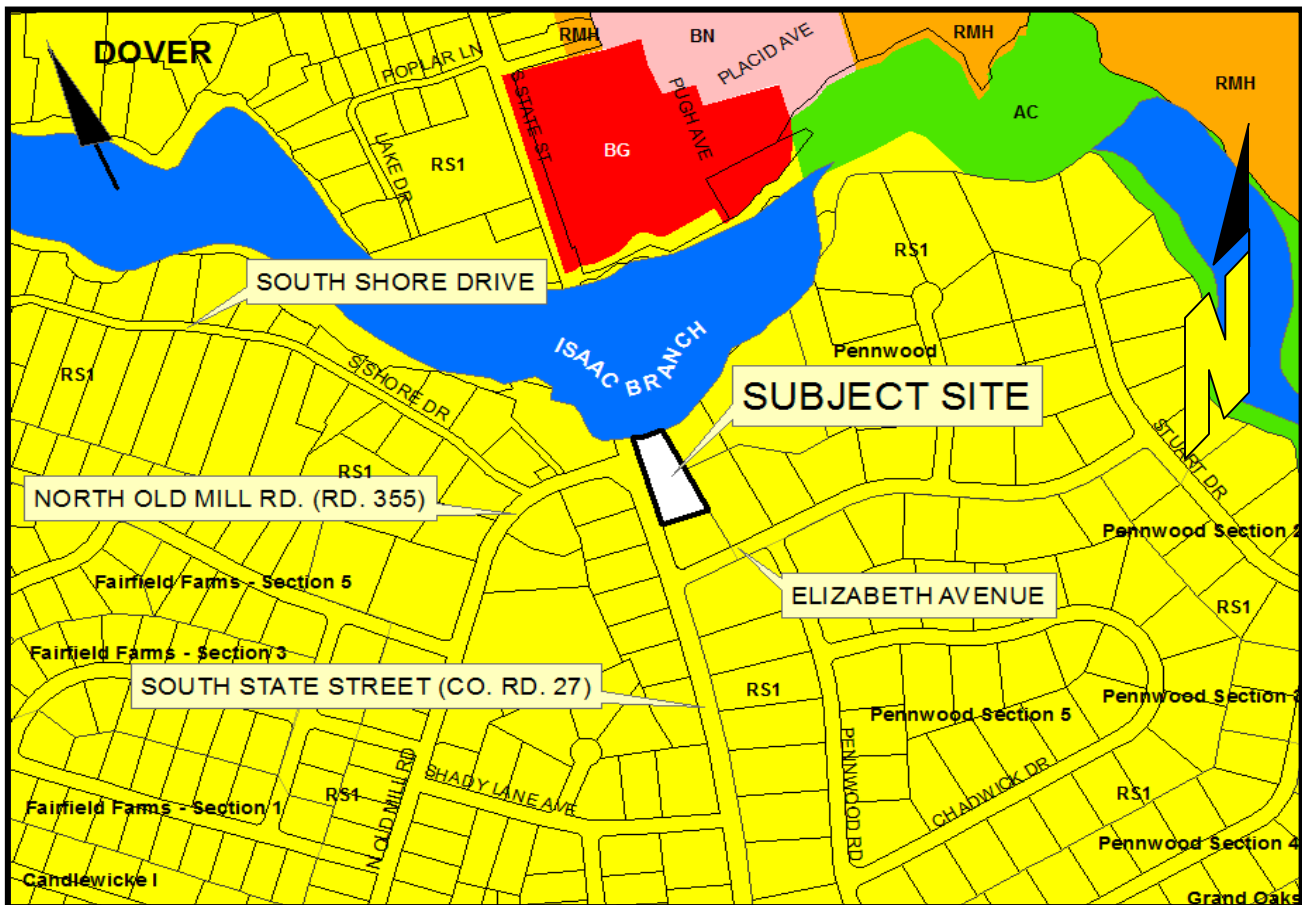 DOVER
POPLAR LN
RMH
BN
PLACID AVE
RMH
RMH
S STATE ST
PUGH AVE
AC
BG
LAKE DR
RS1
RS1
SOUTH SHORE DRIVE
ISAAC BRANCH
Pennwood
N
S SHORE DR
RS1
SUBJECT SITE
STUART DR
RS1
NORTH OLD MILL RD. (RD. 355)
Pennwood Section 2
Fairfield Farms - Section 5
ELIZABETH AVENUE
RS1
Fairfield Farms - Section 3
SOUTH STATE STREET (CO. RD. 27)
RS1
Pennwood Section 3
Pennwood Section 5
PENNWOOD RD
SHADY LANE AVE
CHADWICK DR
N OLD MILL RD
RS1
RS1
Fairfield Farms - Section 1
Pennwood Section 4
Candlewicke I
Grand Oaks